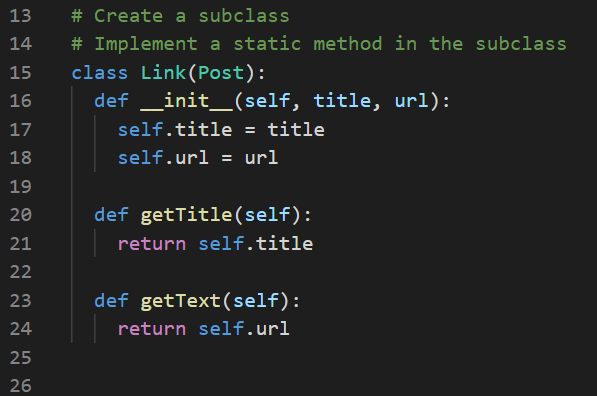 13 # Create a subclass
14 # Implement a static method in the subclass
15 class Link(Post):
16   def __init__(self, title, url):
17     self.title = title
18     self.url = url
19
20   def getTitle(self):
21     return self.title
22
23   def getText(self):
24     return self.url
25
26